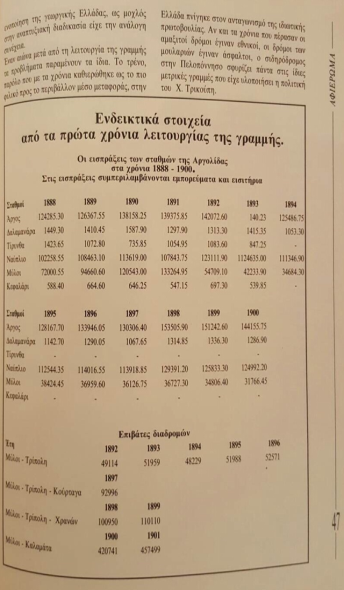 ενοποίηση της γεωργικής Ελλάδας, ως μοχλός
στην αναπτυξιακή διαδικασία είχε την ανάλογη
συνέχεια.
Έναν αιώνα μετά από τη λειτουργία της γραμμής
τα προβλήματα παραμένουν τα ίδια. Το τρένο,
παρόλο που με τα χρόνια καθιερώθηκε ως το πιο
φιλικό προς το περιβάλλον μέσο μεταφοράς, στην
Ελλάδα πνίγηκε στον ανταγωνισμό της ιδιωτικής
πρωτοβουλίας. Αν και τα χρόνια που πέρασαν οι
αμαξιτοί δρόμοι έγιναν εθνικοί, οι δρόμοι των
μουλαριών έγιναν άσφαλτοι, ο σιδηρόδρομος
στην Πελοπόννησο σφυρίζει πάντα στις ίδιες
μετρικές γραμμές που είχε υλοποιήσει η πολιτική
του Χ. Τρικούπη.
ΑΦΙΕΡΩΜΑ
Ενδεικτικά στοιχεία
από τα πρώτα χρόνια λειτουργίας της γραμμής.
Οι εισπράξεις των σταθμών της Αργολίδας
στα χρόνια 1888 - 1900.
Στις εισπράξεις συμπεριλαμβάνονται εμπορεύματα και εισιτήρια
Σταθμοί 1888 1889 1890 1891 1892 1893 1894
Άργος 124285.30 126367.55 138158.25 139375.85 142072.60 140.23 125486.75
Δαλαμανάρα 1449.30 1410.45 1587.90 1297.90 1313.30 1415.35 1053.30
Τίρυνθα 1423.65 1072.80 735.85 1054.95 1083.60 847.25 -
Ναύπλιο 102258.55 108463.10 113619.00 107843.75 123111.90 124635.00 111346.90
Μύλοι 72000.55 94660.60 120543.00 133264.95 54709.10 42233.90 34684.30
Κεφαλάρι 588.40 664.60 646.25 547.15 697.30 539.85 -
Σταθμοί 1895 1896 1897 1898 1899 1900
Άργος 128167.70 133946.05 130306.40 153505.90 151242.60 144155.75
Δαλαμανάρα 1142.70 1290.05 1067.65 1314.85 1336.30 1286.90
Τίρυνθα - - - - - -
Ναύπλιο 112544.35 114016.55 113918.85 129391.20 125833.30 124992.20
Μύλοι 38424.45 36959.60 36126.75 36727.30 34806.40 31766.45
Κεφαλάρι - - - - - -
Επιβάτες διαδρομών
Έτη 1892 1893 1894 1895 1896
Μύλοι - Τρίπολη 49114 51959 48229 51988 52571
1897
Μύλοι - Τρίπολη - Κούρταγα 92996
1898 1899
Μύλοι - Τρίπολη - Χρανών 100950 110110
1900 1901
Μύλοι - Καλαμάτα 420741 457499
47